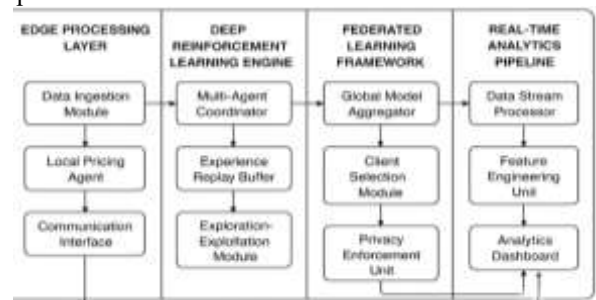 EDGE PROCESSING
LAYER
Data Ingestion
Module
Local Pricing
Agent
Communication
Interface
DEEP
REINFORCEMENT
LEARNING ENGINE
Multi-Agent
Coordinator
Experience
Replay Buffer
Exploration-
Exploitation
Module
FEDERATED
LEARNING
FRAMEWORK
Global Model
Aggregator
Client
Selection
Module
Privacy
Enforcement
Unit
REAL-TIME
ANALYTICS
PIPELINE
Data Stream
Processor
Feature
Engineering
Unit
Analytics
Dashboard